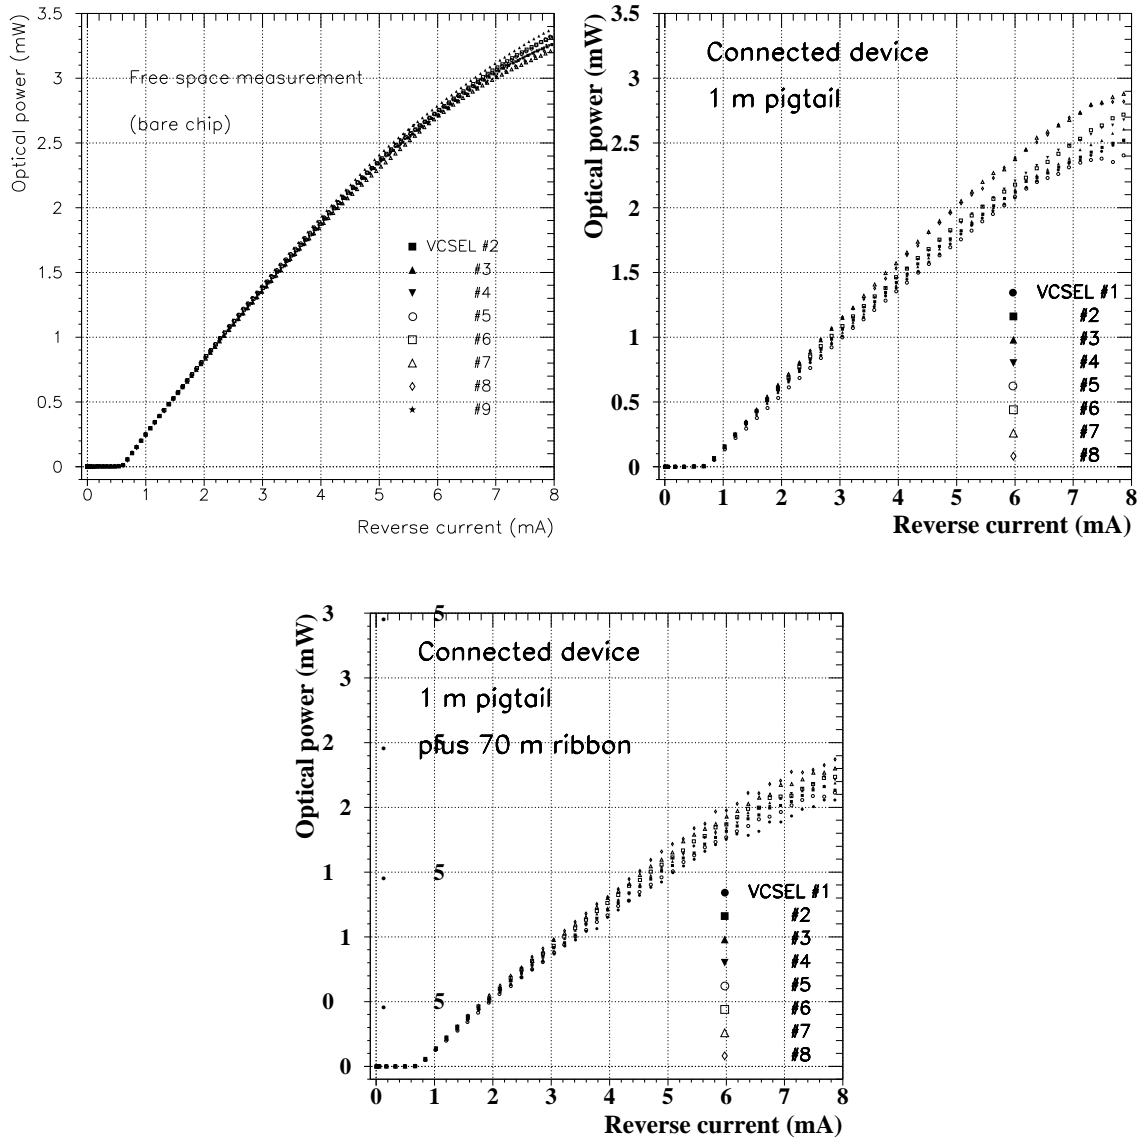 Optical power (mW)
3.5
3
2.5
2
1.5
1
0.5
0
Free space measurement
(bare chip)
VCSEL #2
#3
#4
#5
#6
#7
#8
#9
0 1 2 3 4 5 6 7 8
Reverse current (mA)
Optical power (mW)
3.5
3
2.5
2
1.5
1
0.5
0
Connected device
1 m pigtail
VCSEL #1
#2
#3
#4
#5
#6
#7
#8
0 1 2 3 4 5 6 7 8
Reverse current (mA)
Optical power (mW)
3 .5
3
2 .5
2
1 .5
1
0 .5
0
Connected device
1 m pigtail
plus 70 m ribbon
VCSEL #1
#2
#3
#4
#5
#6
#7
#8
0 1 2 3 4 5 6 7 8
Reverse current (mA)